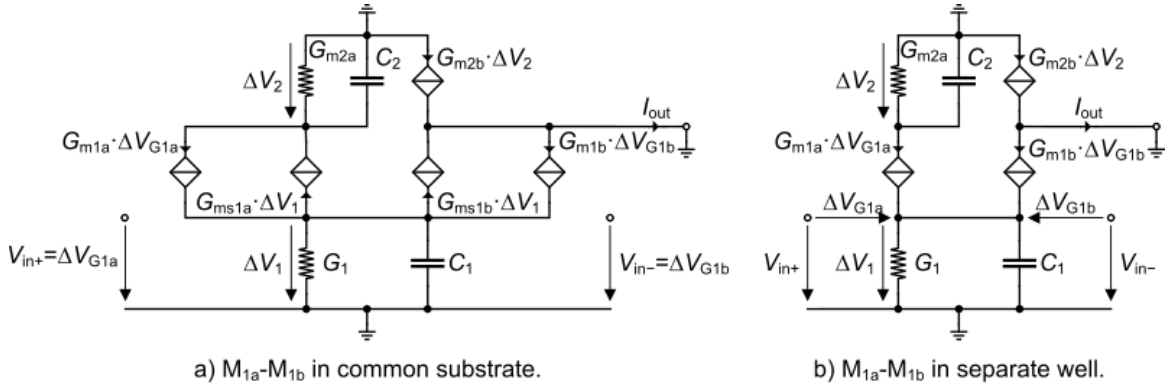 G_m2a
C_2
G_m2b·ΔV_2
ΔV_2
I_out
G_m1a·ΔV_G1a
G_m1b·ΔV_G1b
G_ms1a·ΔV_1
G_ms1b·ΔV_1
V_in+=ΔV_G1a
ΔV_1
G_1
C_1
V_in−=ΔV_G1b
a) M_1a-M_1b in common substrate.
G_m2a
C_2
G_m2b·ΔV_2
ΔV_2
I_out
G_m1a·ΔV_G1a
G_m1b·ΔV_G1b
ΔV_G1a
ΔV_G1b
V_in+
ΔV_1
G_1
C_1
V_in−
b) M_1a-M_1b in separate well.